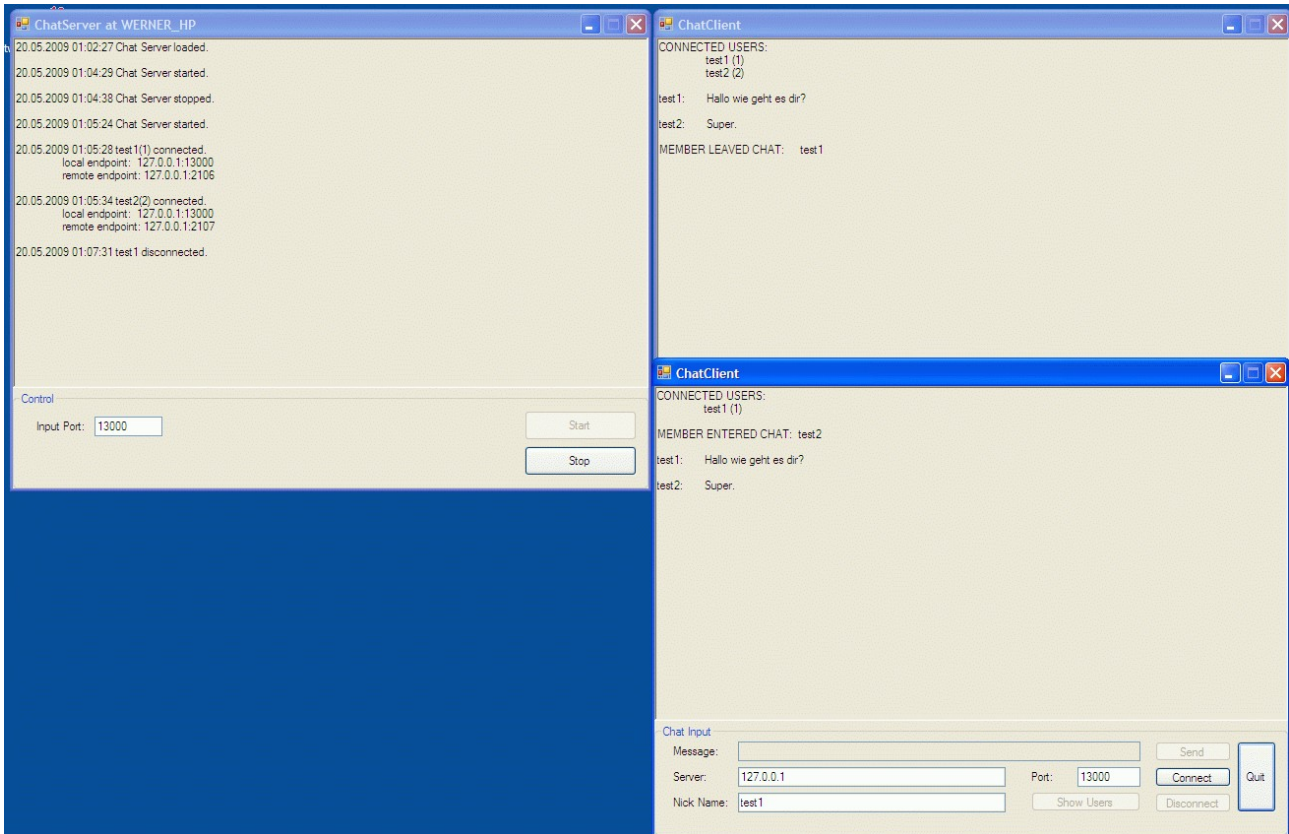 ChatServer at WERNER_HP
20.05.2009 01:02:27 Chat Server loaded.
20.05.2009 01:04:29 Chat Server started.
20.05.2009 01:04:38 Chat Server stopped.
20.05.2009 01:05:24 Chat Server started.
20.05.2009 01:05:28 test1(1) connected.
local endpoint: 127.0.0.1:13000
remote endpoint: 127.0.0.1:2106
20.05.2009 01:05:34 test2(2) connected.
local endpoint: 127.0.0.1:13000
remote endpoint: 127.0.0.1:2107
20.05.2009 01:07:31 test1 disconnected.
Control
Input Port: 13000
Start
Stop
ChatClient
CONNECTED USERS:
test1 (1)
test2 (2)
test1: Hallo wie geht es dir?
test2: Super.
MEMBER LEAVED CHAT: test1
ChatClient
CONNECTED USERS:
test1 (1)
MEMBER ENTERED CHAT: test2
test1: Hallo wie geht es dir?
test2: Super.
Chat Input
Message: Send
Server: 127.0.0.1 Port: 13000 Connect Quit
Nick Name: test1 Show Users Disconnect